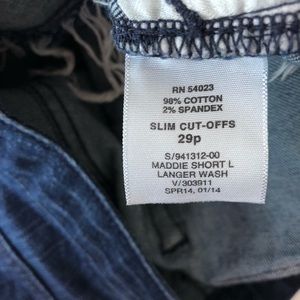 RN 54023
98% COTTON
2% SPANDEX
SLIM CUT-OFFS
29p
S/941312-00
MADDIE SHORT L
LANGER WASH
V/303911
SPR14, 01/14